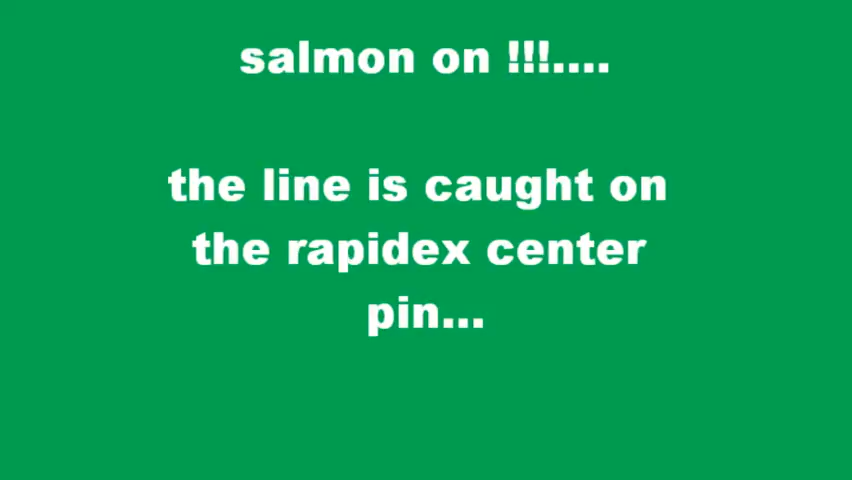 salmon on !!!....
the line is caught on
the rapidex center
pin...